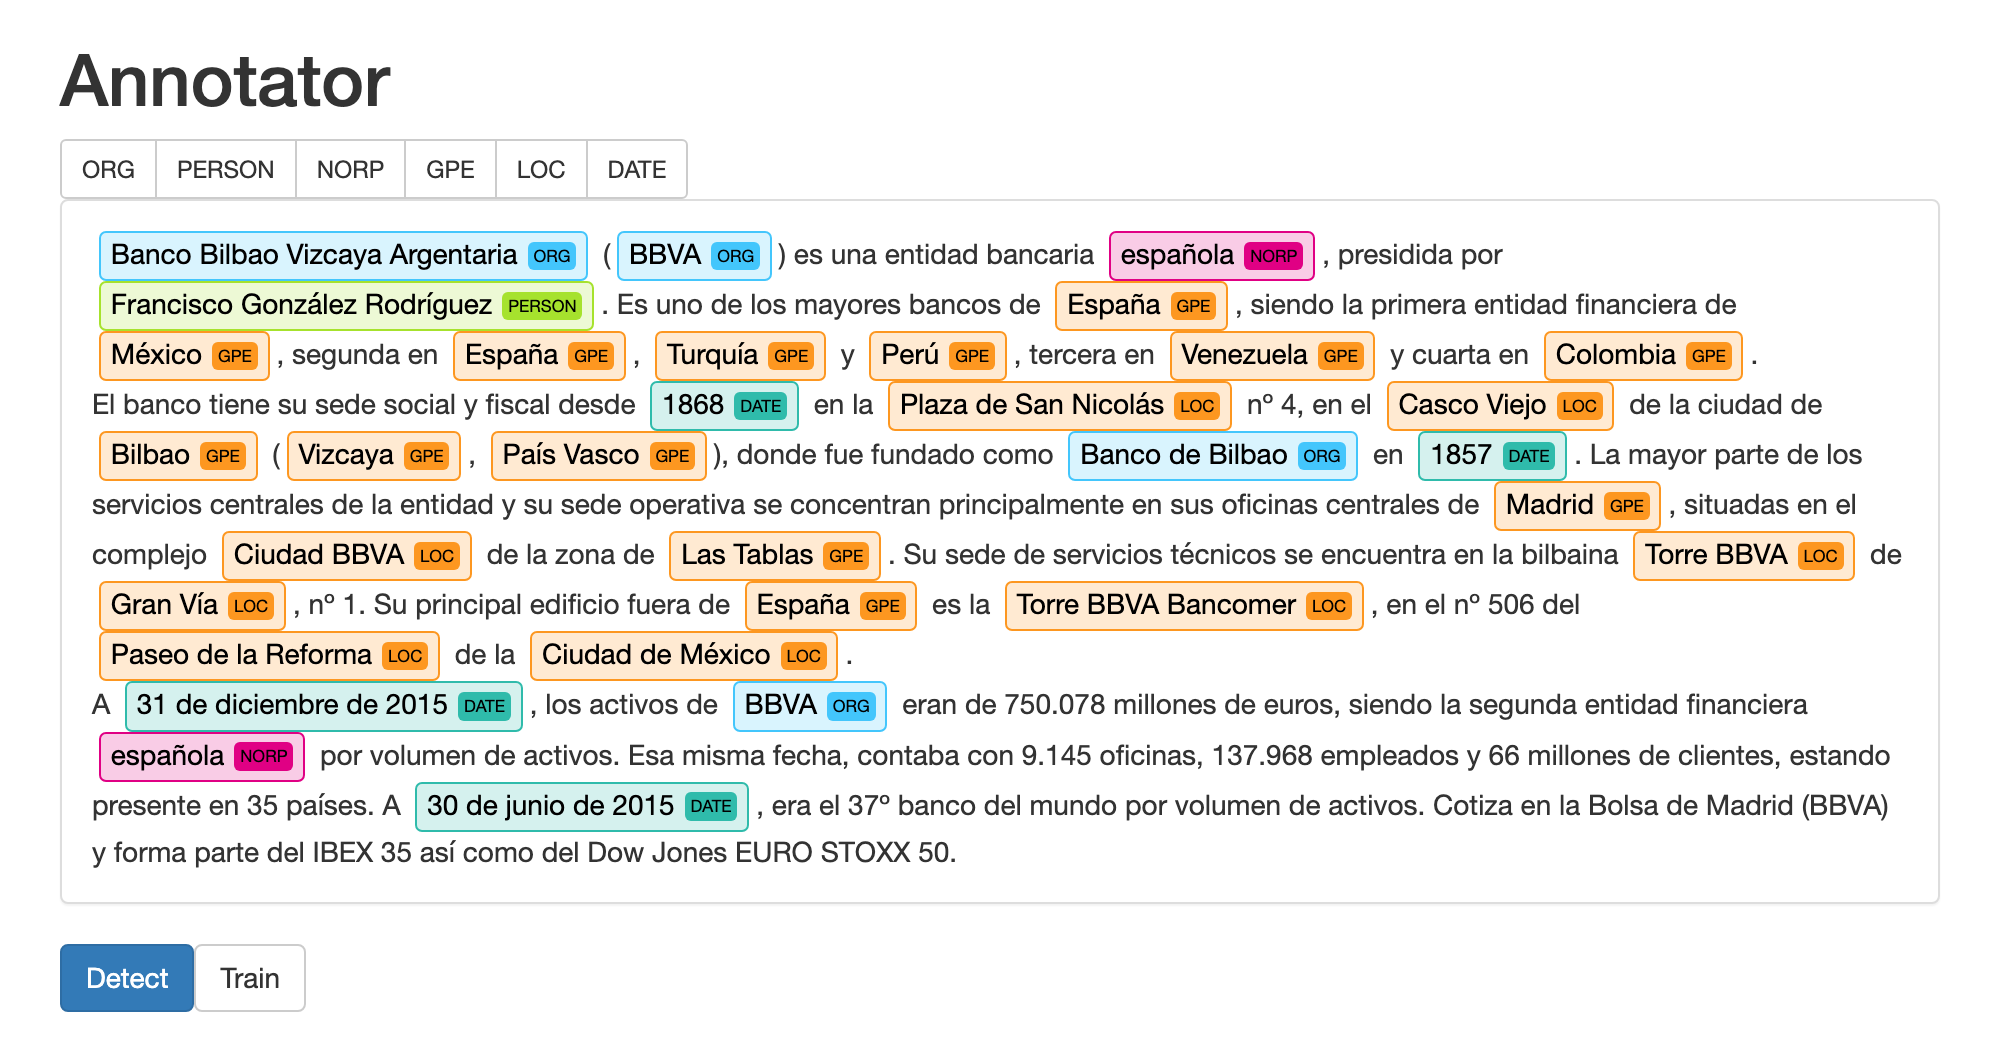 Annotator
ORG PERSON NORP GPE LOC DATE
Banco Bilbao Vizcaya Argentaria ORG ( BBVA ORG ) es una entidad bancaria española NORP , presidida por
Francisco González Rodríguez PERSON . Es uno de los mayores bancos de España GPE , siendo la primera entidad financiera de
México GPE , segunda en España GPE , Turquía GPE y Perú GPE , tercera en Venezuela GPE y cuarta en Colombia GPE .
El banco tiene su sede social y fiscal desde 1868 DATE en la Plaza de San Nicolás LOC nº 4, en el Casco Viejo LOC de la ciudad de
Bilbao GPE ( Vizcaya GPE , País Vasco GPE ), donde fue fundado como Banco de Bilbao ORG en 1857 DATE . La mayor parte de los
servicios centrales de la entidad y su sede operativa se concentran principalmente en sus oficinas centrales de Madrid GPE , situadas en el
complejo Ciudad BBVA LOC de la zona de Las Tablas GPE . Su sede de servicios técnicos se encuentra en la bilbaina Torre BBVA LOC de
Gran Vía LOC , nº 1. Su principal edificio fuera de España GPE es la Torre BBVA Bancomer LOC , en el nº 506 del
Paseo de la Reforma LOC de la Ciudad de México LOC .
A 31 de diciembre de 2015 DATE , los activos de BBVA ORG eran de 750.078 millones de euros, siendo la segunda entidad financiera
española NORP por volumen de activos. Esa misma fecha, contaba con 9.145 oficinas, 137.968 empleados y 66 millones de clientes, estando
presente en 35 países. A 30 de junio de 2015 DATE , era el 37º banco del mundo por volumen de activos. Cotiza en la Bolsa de Madrid (BBVA)
y forma parte del IBEX 35 así como del Dow Jones EURO STOXX 50.
Detect Train